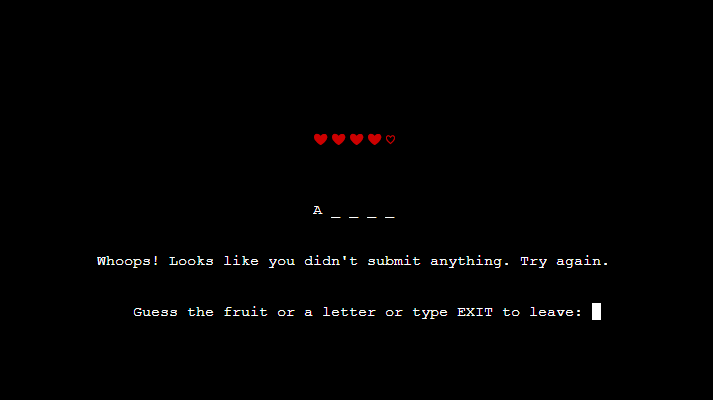 ♥♥♥♥♡
A _ _ _ _
Whoops! Looks like you didn't submit anything. Try again.
Guess the fruit or a letter or type EXIT to leave: